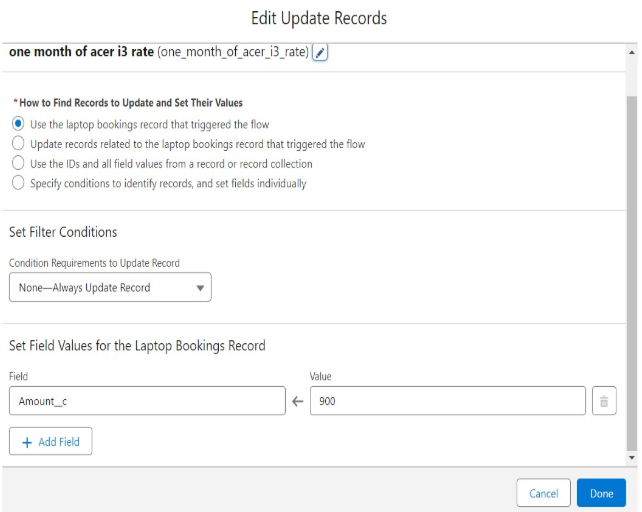 Edit Update Records
one month of acer i3 rate (one_month_of_acer_i3_rate)
*How to Find Records to Update and Set Their Values
Use the laptop bookings record that triggered the flow
Update records related to the laptop bookings record that triggered the flow
Use the IDs and all field values from a record or record collection
Specify conditions to identify records, and set fields individually
Set Filter Conditions
Condition Requirements to Update Record
None—Always Update Record
Set Field Values for the Laptop Bookings Record
Field Value
Amount__c 900
+ Add Field
Cancel Done